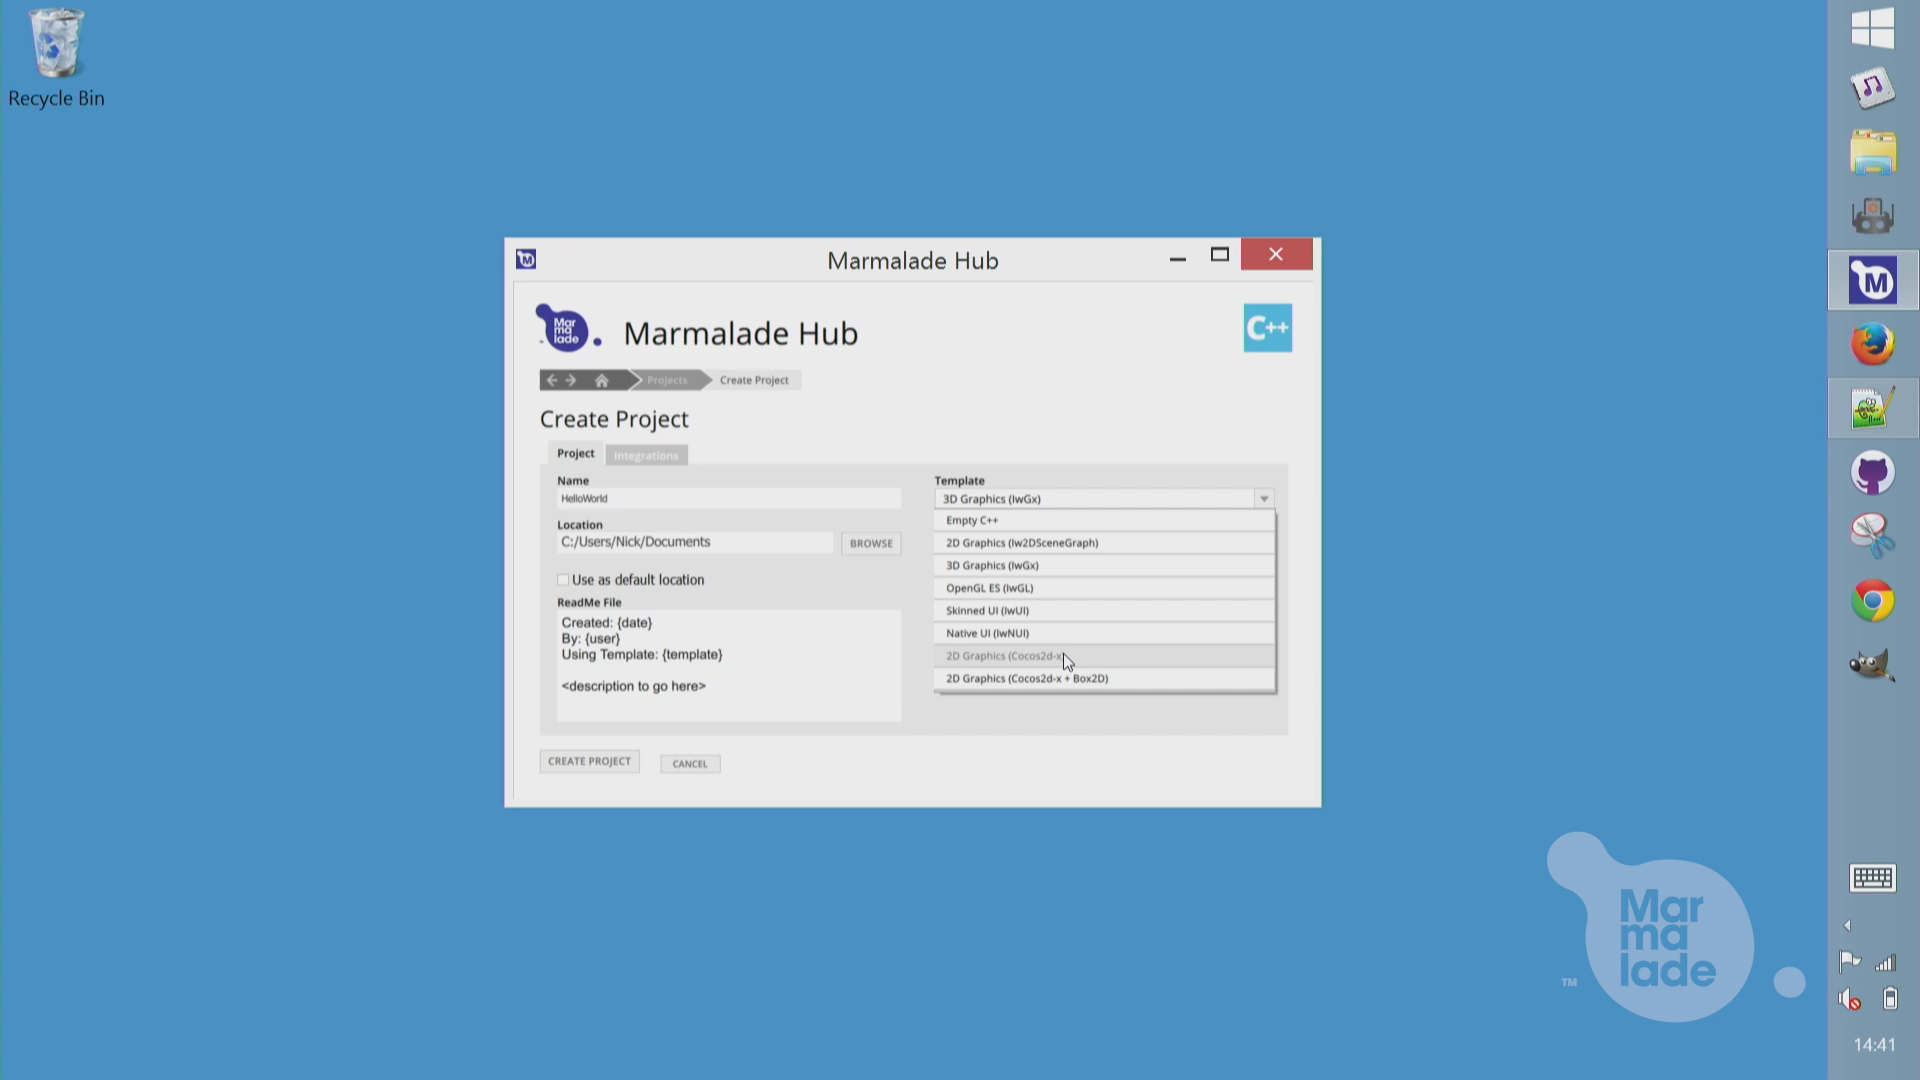 Recycle Bin
Marmalade Hub
Mar
ma
lade
Marmalade Hub
C++
Projects
Create Project
Create Project
Project
Integrations
Name
HelloWorld
Location
C:/Users/Nick/Documents
BROWSE
Use as default location
ReadMe File
Created: {date}
By: {user}
Using Template: {template}
<description to go here>
Template
3D Graphics (IwGx)
Empty C++
2D Graphics (Iw2DSceneGraph)
3D Graphics (IwGx)
OpenGL ES (IwGL)
Skinned UI (IwUI)
Native UI (IwNUI)
2D Graphics (Cocos2d-x
2D Graphics (Cocos2d-x + Box2D)
CREATE PROJECT
CANCEL
M
Mar
ma
lade
TM
14:41